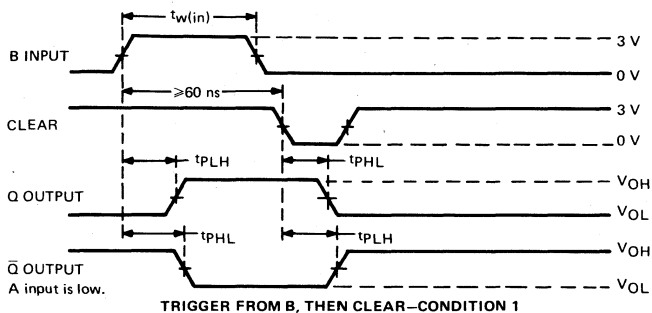 tw(in)
B INPUT
3 V
0 V
≥60 ns
CLEAR
3 V
0 V
tPLH
tPHL
Q OUTPUT
VOH
VOL
tPHL
tPLH
Q̅ OUTPUT
A input is low.
VOH
VOL
TRIGGER FROM B, THEN CLEAR–CONDITION 1